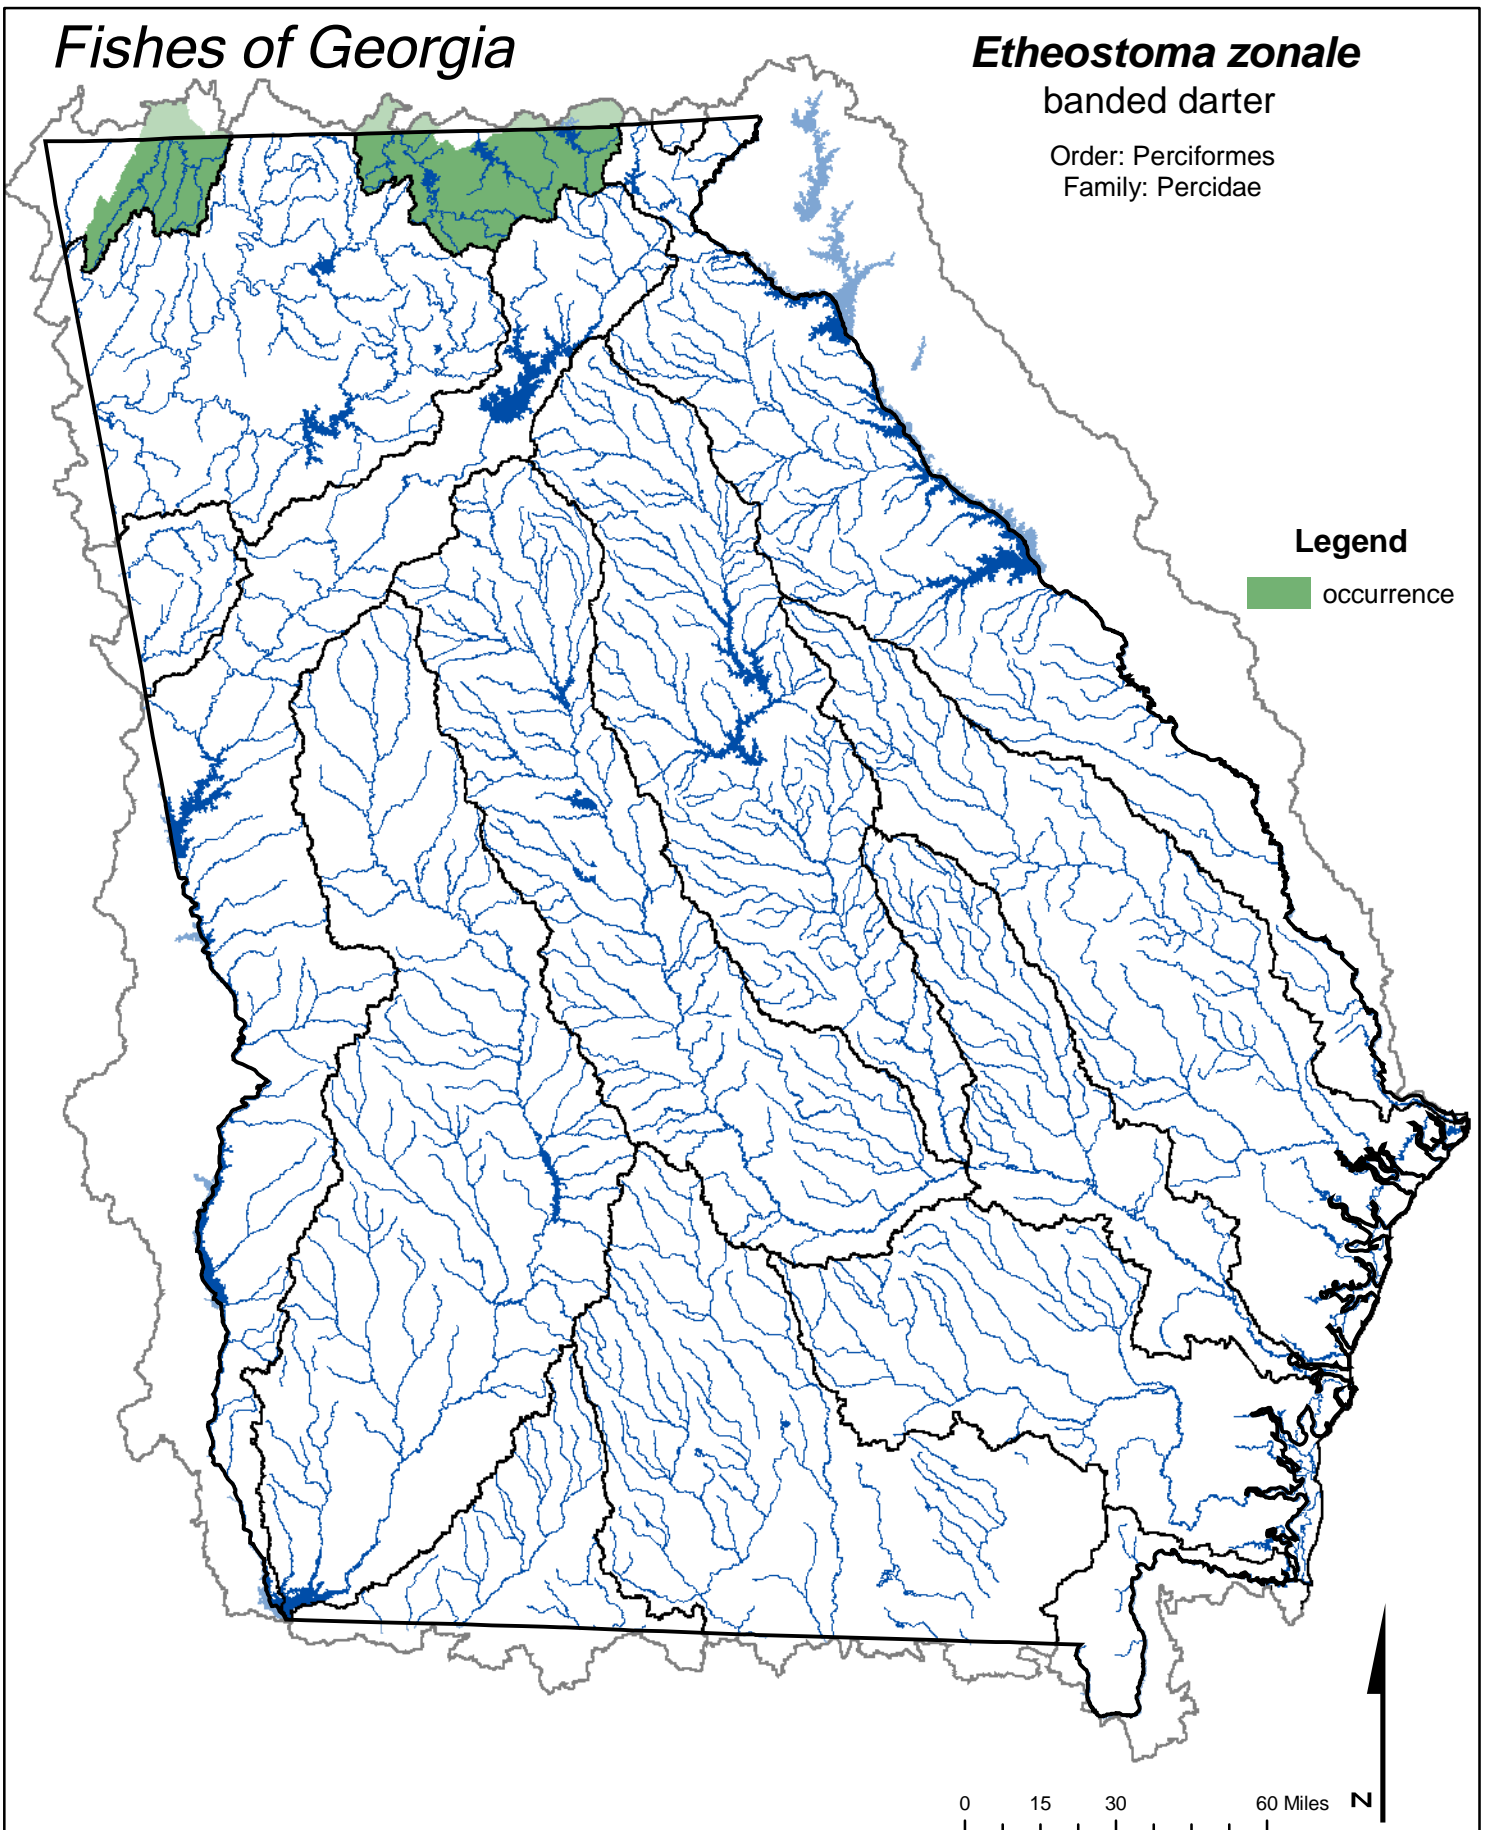 Fishes of Georgia
Etheostoma zonale
banded darter
Order: Perciformes
Family: Percidae
Legend
occurrence
0 15 30 60 Miles
N